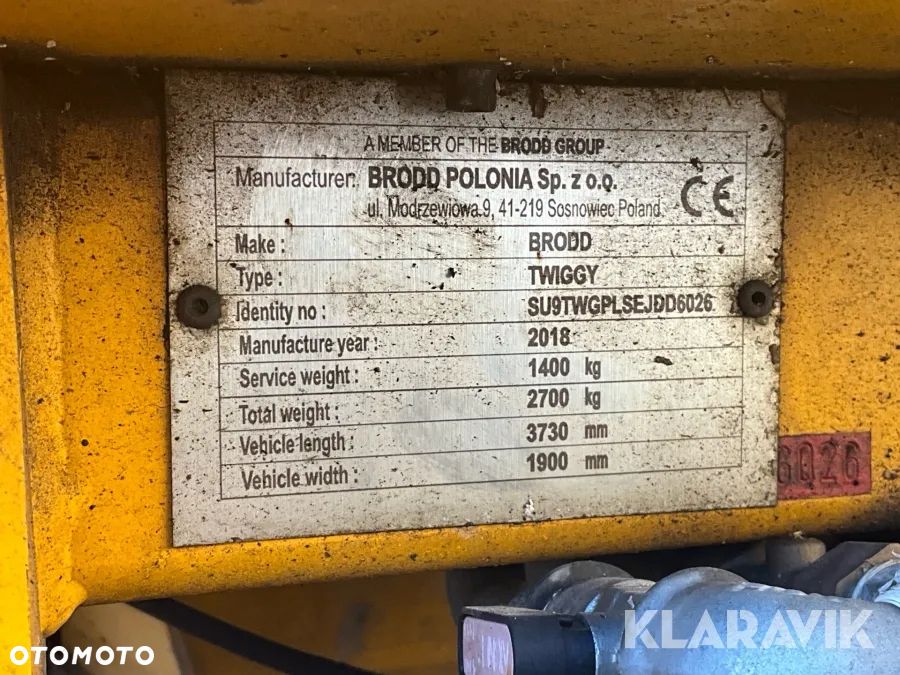 A MEMBER OF THE BRODD GROUP
Manufacturer: BRODD POLONIA Sp. z o.o.
ul. Modrzewiowa 9, 41-219 Sosnowiec Poland
CE
Make : BRODD
Type : TWIGGY
Identity no : SU9TWGPLSEJDD6026
Manufacture year : 2018
Service weight : 1400 kg
Total weight : 2700 kg
Vehicle length : 3730 mm
Vehicle width : 1900 mm
6026
KLARAVIK
OTOMOTO